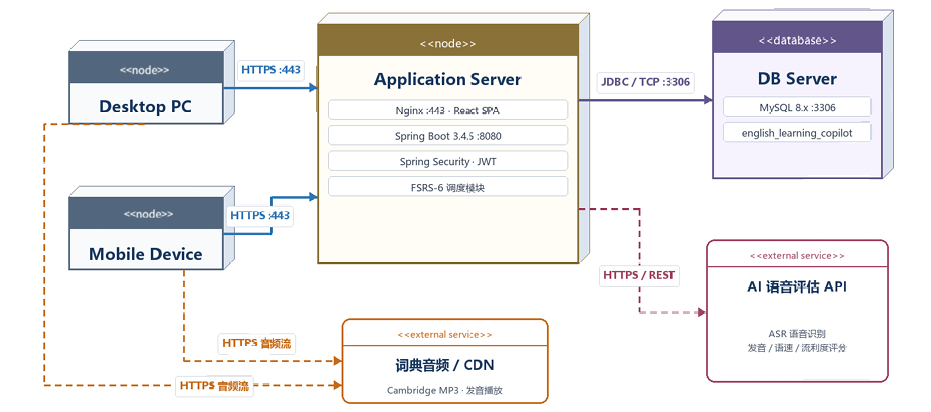 <<node>>
Desktop PC
HTTPS :443
<<node>>
Application Server
Nginx :443 · React SPA
Spring Boot 3.4.5 :8080
Spring Security · JWT
FSRS-6 调度模块
JDBC / TCP :3306
<<database>>
DB Server
MySQL 8.x :3306
english_learning_copilot
<<node>>
Mobile Device
HTTPS :443
HTTPS / REST
<<external service>>
AI 语音评估 API
ASR 语音识别
发音 / 语速 / 流利度评分
HTTPS 音频流
HTTPS 音频流
<<external service>>
词典音频 / CDN
Cambridge MP3 · 发音播放